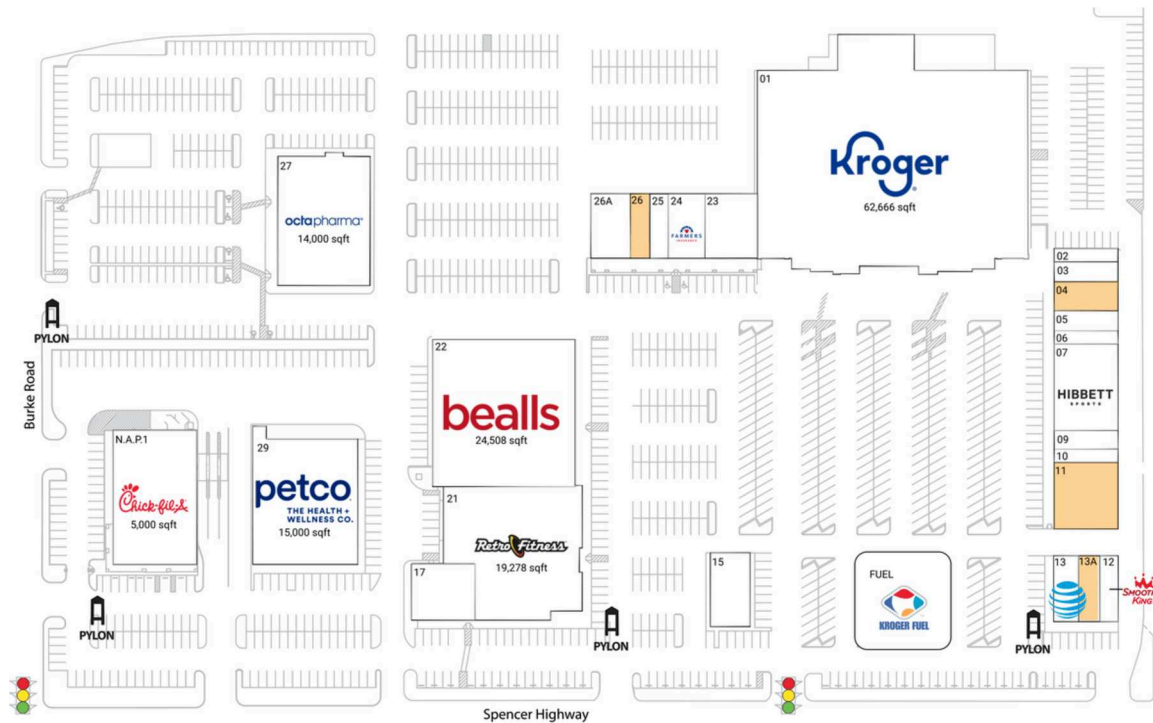 01
Kroger
62,666 sqft
27
octapharma
14,000 sqft
26A
26
25
24
23
FARMERS
INSURANCE
02
03
04
05
06
07
HIBBETT
SPORTS
09
10
11
PYLON
Burke Road
22
bealls
24,508 sqft
N.A.P.1
Chick-fil-A
5,000 sqft
29
petco
THE HEALTH +
WELLNESS CO.
15,000 sqft
21
Retro Fitness
19,278 sqft
17
15
FUEL
KROGER FUEL
13
13A
12
SMOOTH
KING
PYLON
PYLON
PYLON
Spencer Highway